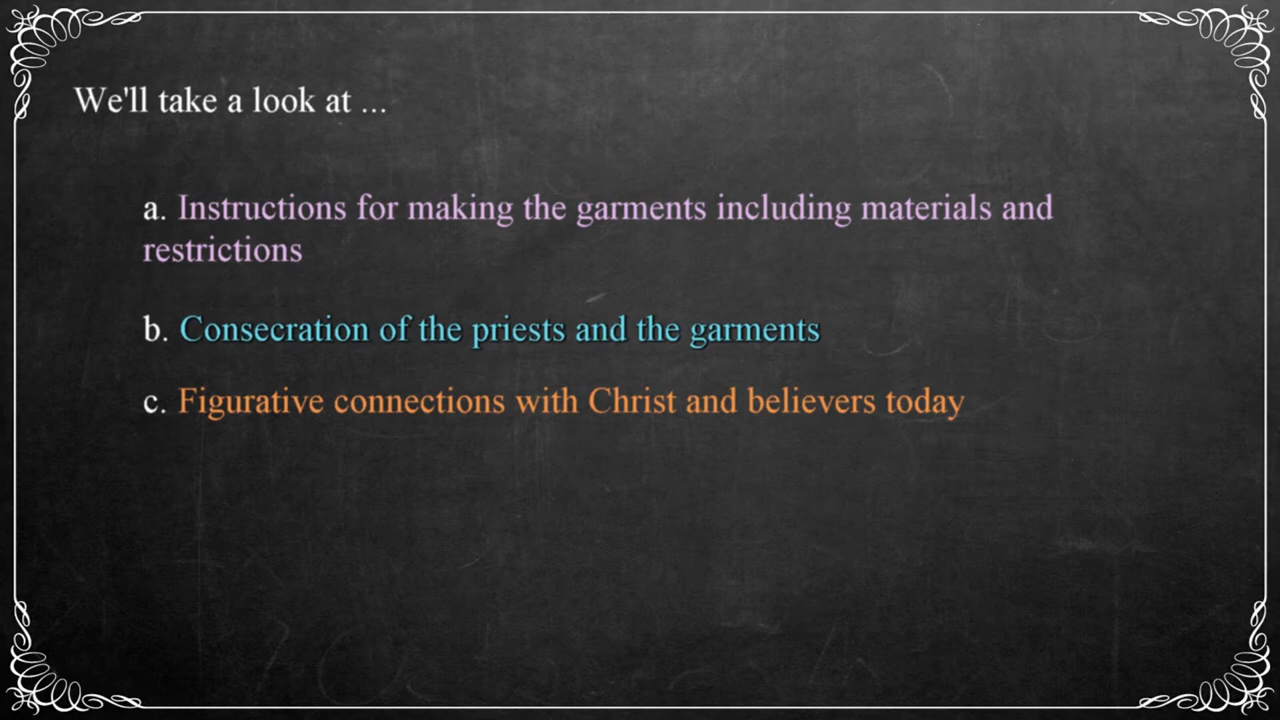 We'll take a look at ...
a. Instructions for making the garments including materials and
restrictions
b. Consecration of the priests and the garments
c. Figurative connections with Christ and believers today